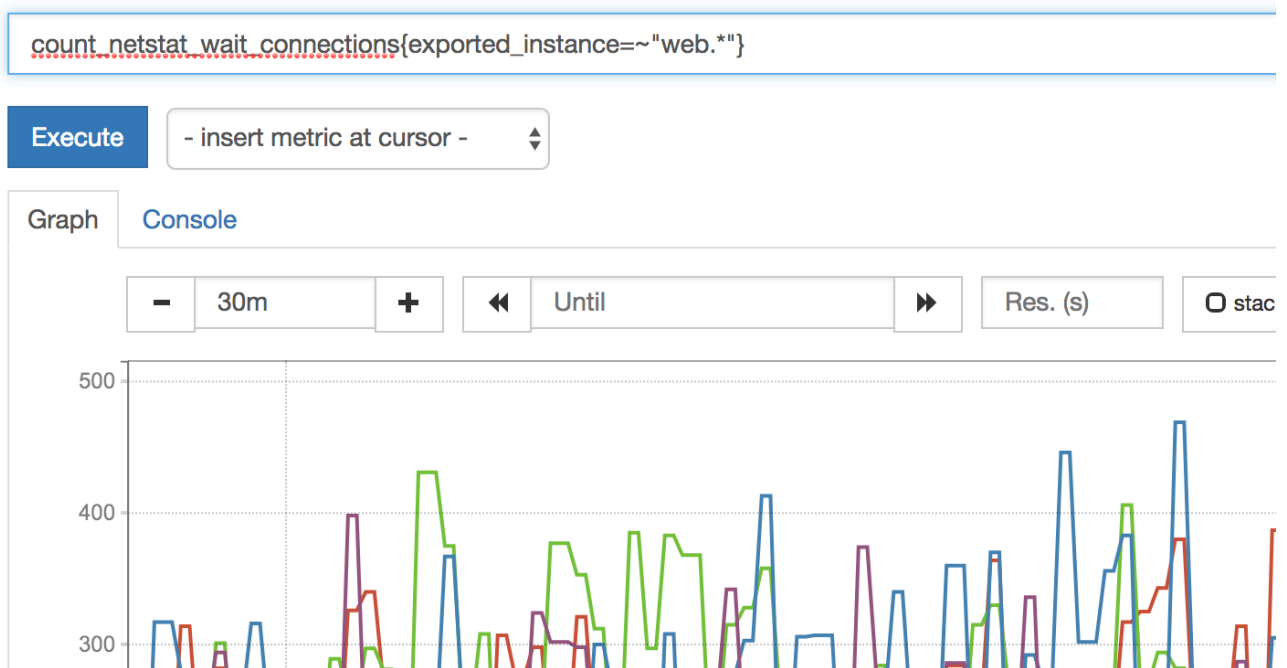 count_netstat_wait_connections{exported_instance=~"web.*"}
Execute
- insert metric at cursor -
Graph
Console
30m
Until
Res. (s)
stac
500
400
300